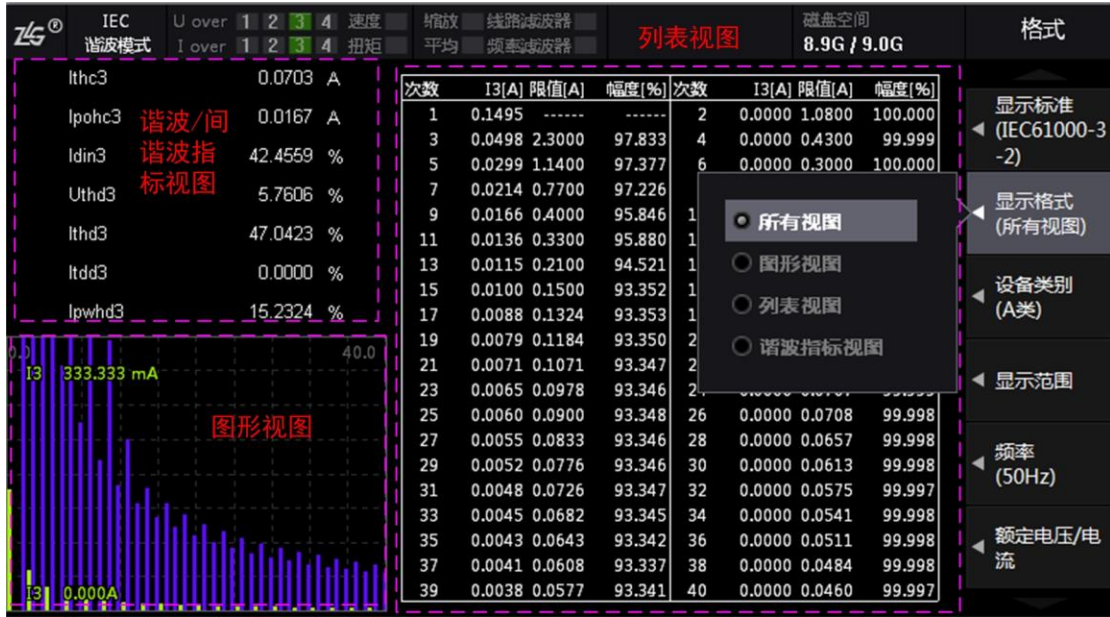 ZLG®
IEC
谐波模式
U over 1 2 3 4 速度
I over 1 2 3 4 扭矩
缩放 线路滤波器
平均 频率滤波器
列表视图
磁盘空间
8.9G / 9.0G
格式
Ithc3 0.0703 A
Ipohc3 0.0167 A
Idin3 42.4559 %
Uthd3 5.7606 %
Ithd3 47.0423 %
Itdd3 0.0000 %
Ipwhd3 15.2324 %
谐波/间
谐波指
标视图
40.0
I3 333.333 mA
图形视图
I3 0.000A
次数 I3[A] 限值[A] 幅度[%] 次数 I3[A] 限值[A] 幅度[%]
1 0.1495 ------ ------ 2 0.0000 1.0800 100.000
3 0.0498 2.3000 97.833 4 0.0000 0.4300 99.999
5 0.0299 1.1400 97.377 6 0.0000 0.3000 100.000
7 0.0214 0.7700 97.226
9 0.0166 0.4000 95.846
11 0.0136 0.3300 95.880
13 0.0115 0.2100 94.521
15 0.0100 0.1500 93.352
17 0.0088 0.1324 93.353
19 0.0079 0.1184 93.350
21 0.0071 0.1071 93.347
23 0.0065 0.0978 93.346
25 0.0060 0.0900 93.348 26 0.0000 0.0708 99.998
27 0.0055 0.0833 93.346 28 0.0000 0.0657 99.998
29 0.0052 0.0776 93.346 30 0.0000 0.0613 99.998
31 0.0048 0.0726 93.347 32 0.0000 0.0575 99.997
33 0.0045 0.0682 93.345 34 0.0000 0.0541 99.998
35 0.0043 0.0643 93.342 36 0.0000 0.0511 99.998
37 0.0041 0.0608 93.337 38 0.0000 0.0484 99.998
39 0.0038 0.0577 93.341 40 0.0000 0.0460 99.997
所有视图
图形视图
列表视图
谐波指标视图
显示标准
(IEC61000-3
-2)
显示格式
(所有视图)
设备类别
(A类)
显示范围
频率
(50Hz)
额定电压/电
流